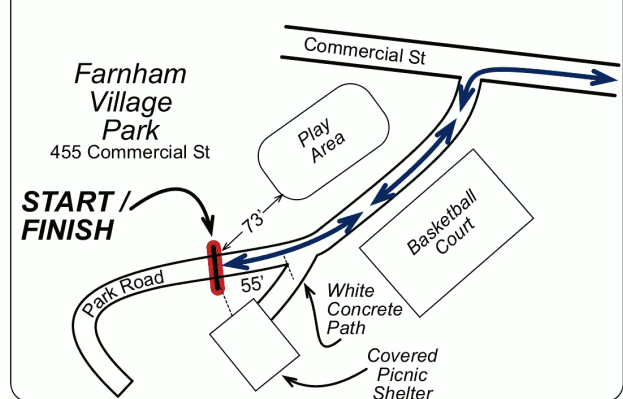 Commercial St
Farnham
Village
Park
455 Commercial St
Play
Area
START /
FINISH
73'
Basketball
Court
Park Road
55'
White
Concrete
Path
Covered
Picnic
Shelter